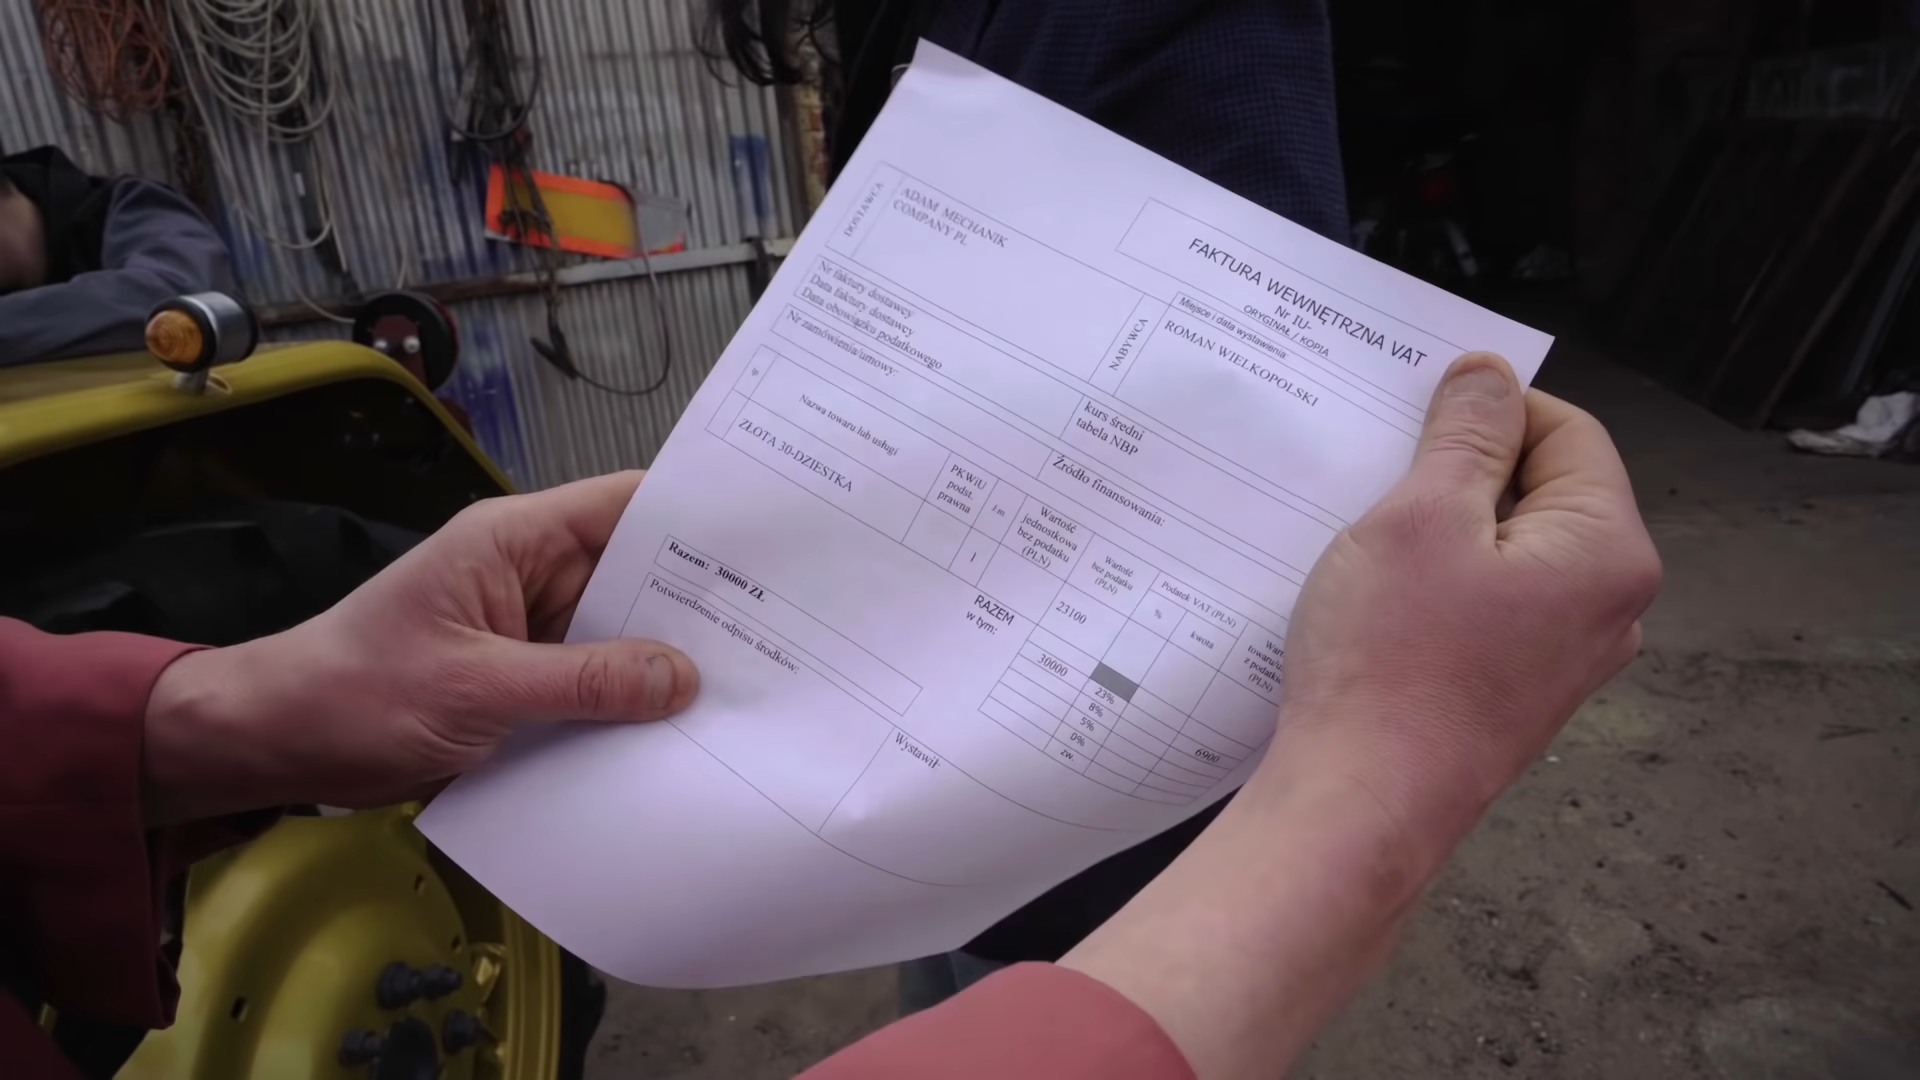 FAKTURA WEWNĘTRZNA VAT
Nr IU-
ORYGINAŁ / KOPIA
Miejsce i data wystawienia:
DOSTAWCA
ADAM MECHANIK
COMPANY PL
NABYWCA
ROMAN WIELKOPOLSKI
Nr faktury dostawcy
Data faktury dostawcy
Data obowiązku podatkowego
Nr zamówienia/umowy:
kurs średni
tabela NBP
Źródło finansowania:
lp
Nazwa towaru lub usługi
PKWiU
podst.
prawna
J.m
Wartość
jednostkowa
bez podatku
(PLN)
Wartość
bez podatku
(PLN)
Podatek VAT (PLN)
%
kwota
z podatk
(PLN)
ZŁOTA 30-DZIESTKA
1
23100
RAZEM
w tym:
30000
23%
6900
8%
5%
0%
zw.
Razem: 30000 ZŁ
Potwierdzenie odpisu środków:
Wystawił: